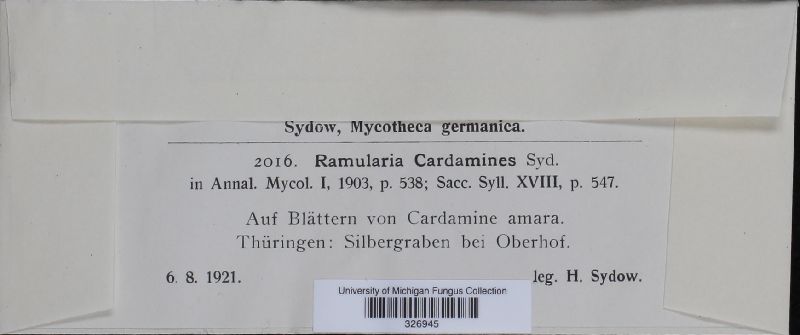 Sydow, Mycotheca germanica.
2016. Ramularia Cardamines Syd.
in Annal. Mycol. I, 1903, p. 538; Sacc. Syll. XVIII, p. 547.
Auf Blättern von Cardamine amara.
Thüringen: Silbergraben bei Oberhof.
6. 8. 1921. leg. H. Sydow.
University of Michigan Fungus Collection
326945